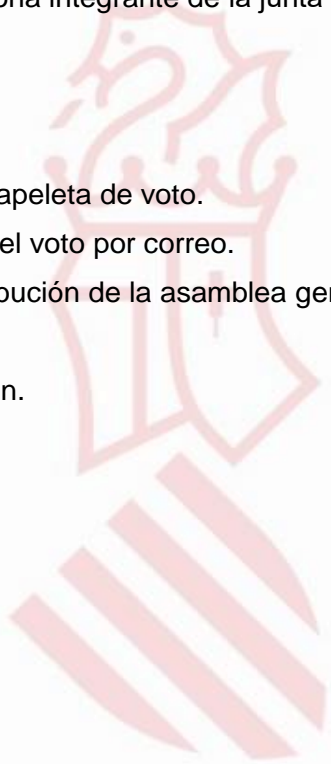 ona integrante de la junta
apeleta de voto.
el voto por correo.
bución de la asamblea ger
n.